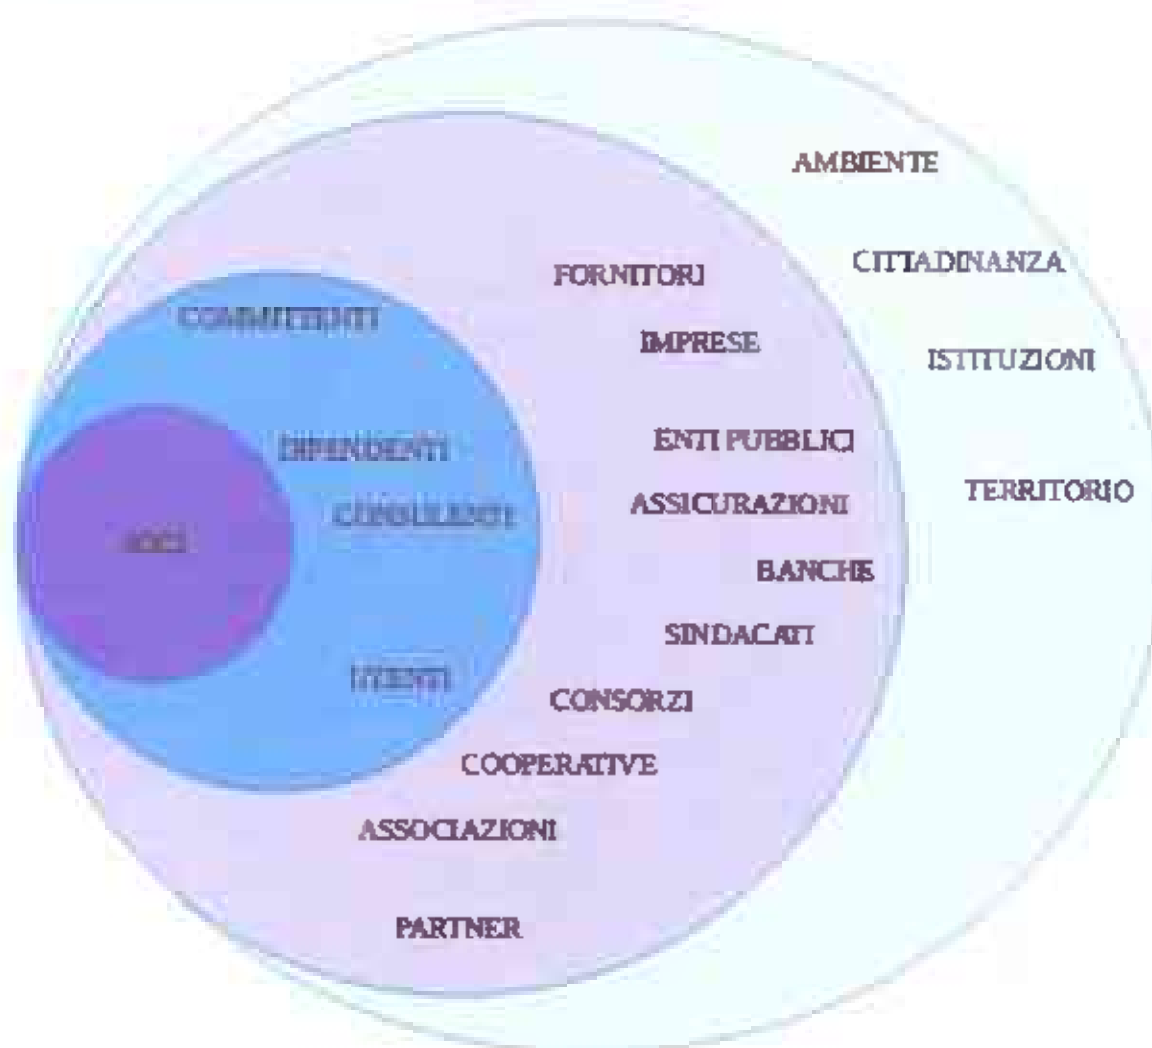 AMBIENTE
CITTADINANZA
FORNITORI
COMMITTENTI
IMPRESE
ISTITUZIONI
ENTI PUBBLICI
DIPENDENTI
TERRITORIO
ASSICURAZIONI
CONSULENTI
SOCI
BANCHE
SINDACATI
UTENTI
CONSORZI
COOPERATIVE
ASSOCIAZIONI
PARTNER